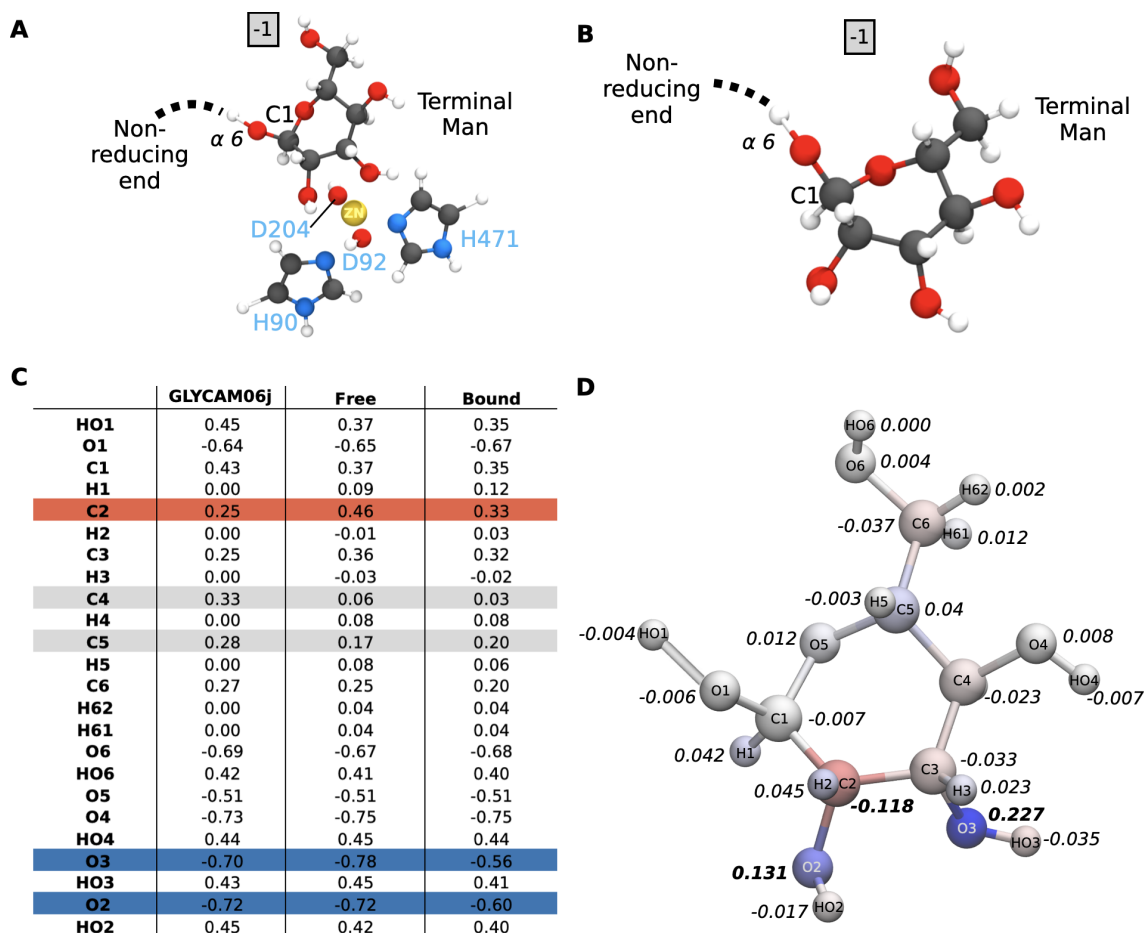 A
-1
Non-
reducing
end
α 6
C1
Terminal
Man
ZN
D204
D92
H471
H90
B
-1
Non-
reducing
end
α 6
C1
Terminal
Man
C
GLYCAM06j Free Bound
HO1 0.45 0.37 0.35
O1 -0.64 -0.65 -0.67
C1 0.43 0.37 0.35
H1 0.00 0.09 0.12
C2 0.25 0.46 0.33
H2 0.00 -0.01 0.03
C3 0.25 0.36 0.32
H3 0.00 -0.03 -0.02
C4 0.33 0.06 0.03
H4 0.00 0.08 0.08
C5 0.28 0.17 0.20
H5 0.00 0.08 0.06
C6 0.27 0.25 0.20
H62 0.00 0.04 0.04
H61 0.00 0.04 0.04
O6 -0.69 -0.67 -0.68
HO6 0.42 0.41 0.40
O5 -0.51 -0.51 -0.51
O4 -0.73 -0.75 -0.75
HO4 0.44 0.45 0.44
O3 -0.70 -0.78 -0.56
HO3 0.43 0.45 0.41
O2 -0.72 -0.72 -0.60
HO2 0.45 0.42 0.40
D
HO6 0.000
O6 0.004
H62 0.002
-0.037 C6
H61 0.012
-0.003 H5 C5 0.04
-0.004 HO1
0.012 O5
O4 0.008
HO4 -0.007
-0.006 O1
C4 -0.023
C1 -0.007
0.042 H1
C3 -0.033
0.045 H2 C2 -0.118
H3 0.023
O3 0.227
HO3 -0.035
0.131 O2
-0.017 HO2